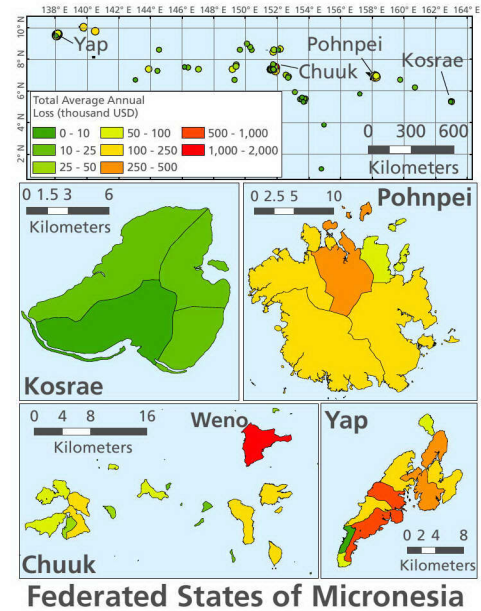 138° E 140° E 142° E 144° E 146° E 148° E 150° E 152° E 154° E 156° E 158° E 160° E 162° E 164° E
10° N
8° N
6° N
4° N
2° N
Yap
Pohnpei
Kosrae
Chuuk
Total Average Annual
Loss (thousand USD)
0 - 10
50 - 100
500 - 1,000
10 - 25
100 - 250
1,000 - 2,000
25 - 50
250 - 500
0 300 600
Kilometers
0 1.5 3 6
Kilometers
Kosrae
0 2.5 5 10
Kilometers
Pohnpei
0 4 8 16
Kilometers
Weno
Chuuk
Yap
0 2 4 8
Kilometers
Federated States of Micronesia